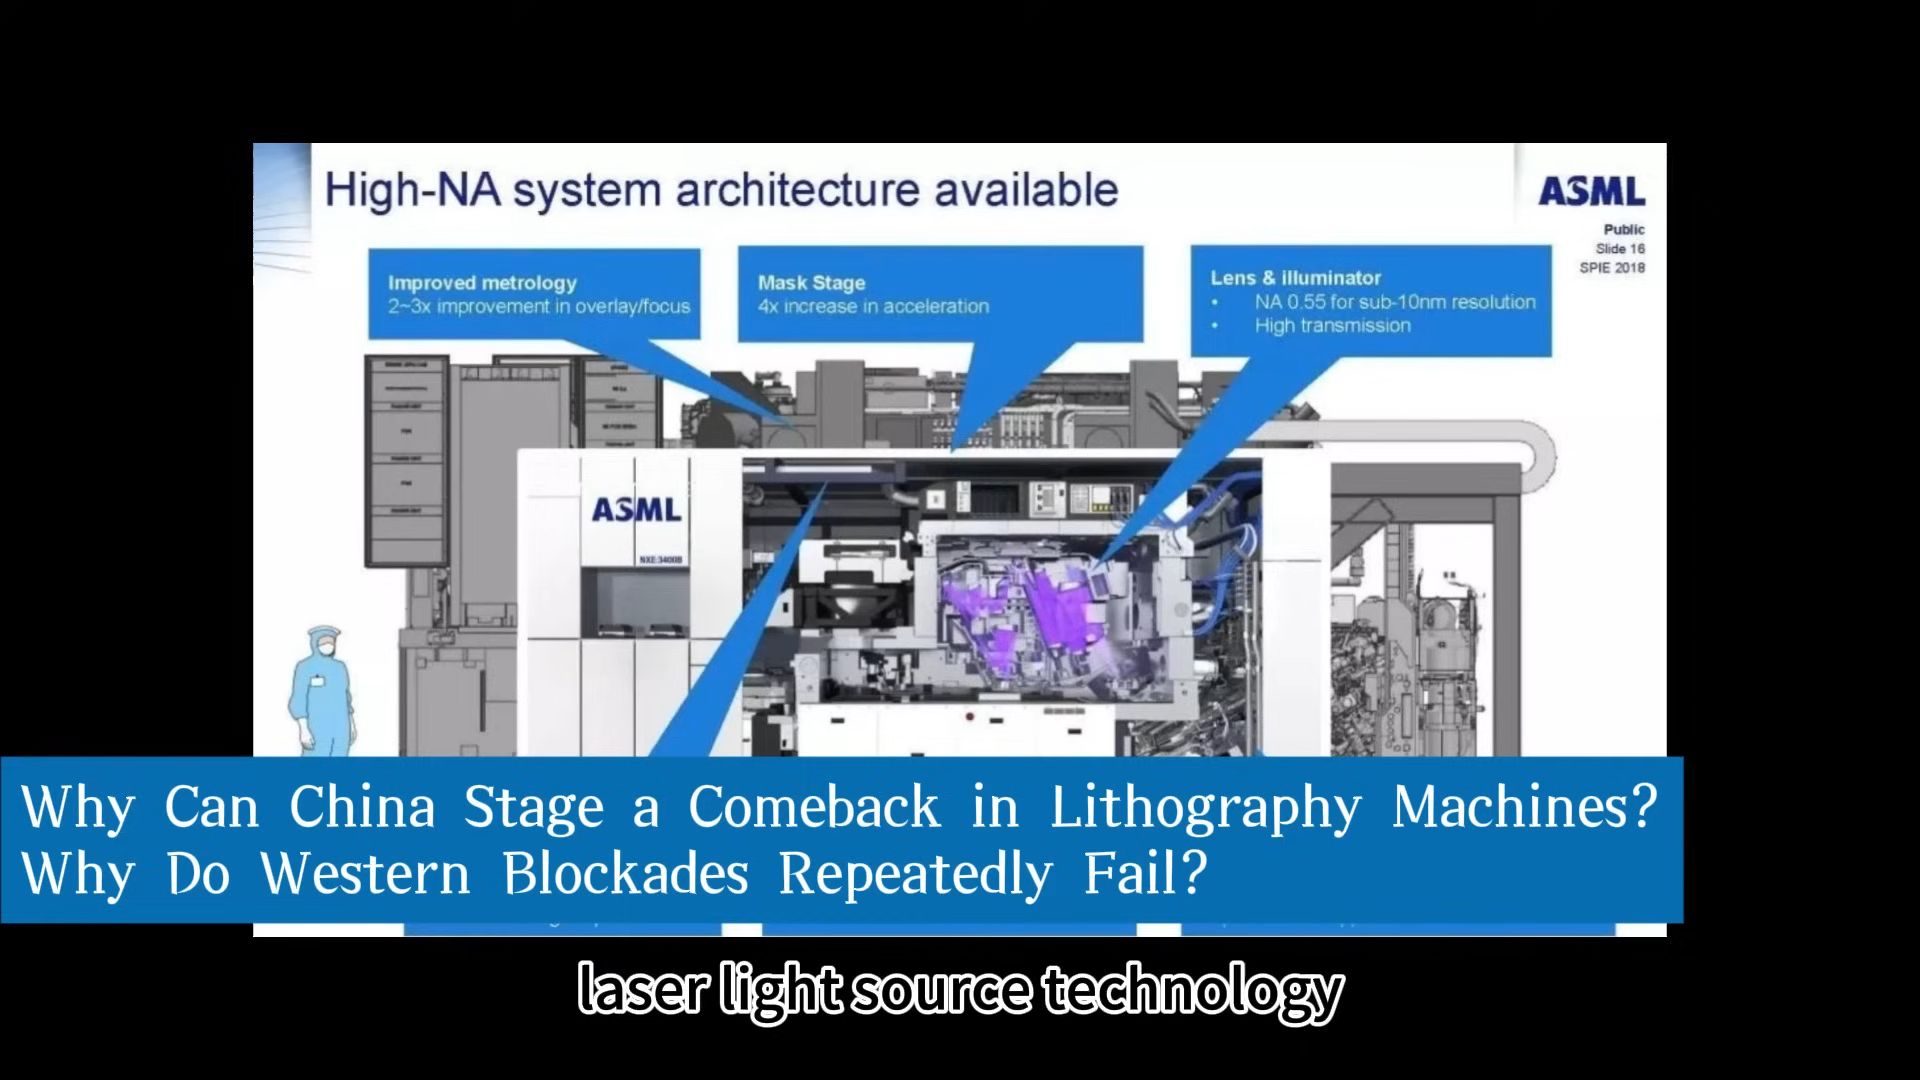 High-NA system architecture available
ASML
Public
Slide 16
SPIE 2018
Improved metrology
2~3x improvement in overlay/focus
Mask Stage
4x increase in acceleration
Lens & illuminator
• NA 0.55 for sub-10nm resolution
• High transmission
ASML
NXE:3400B
Why Can China Stage a Comeback in Lithography Machines?
Why Do Western Blockades Repeatedly Fail?
laser light source technology